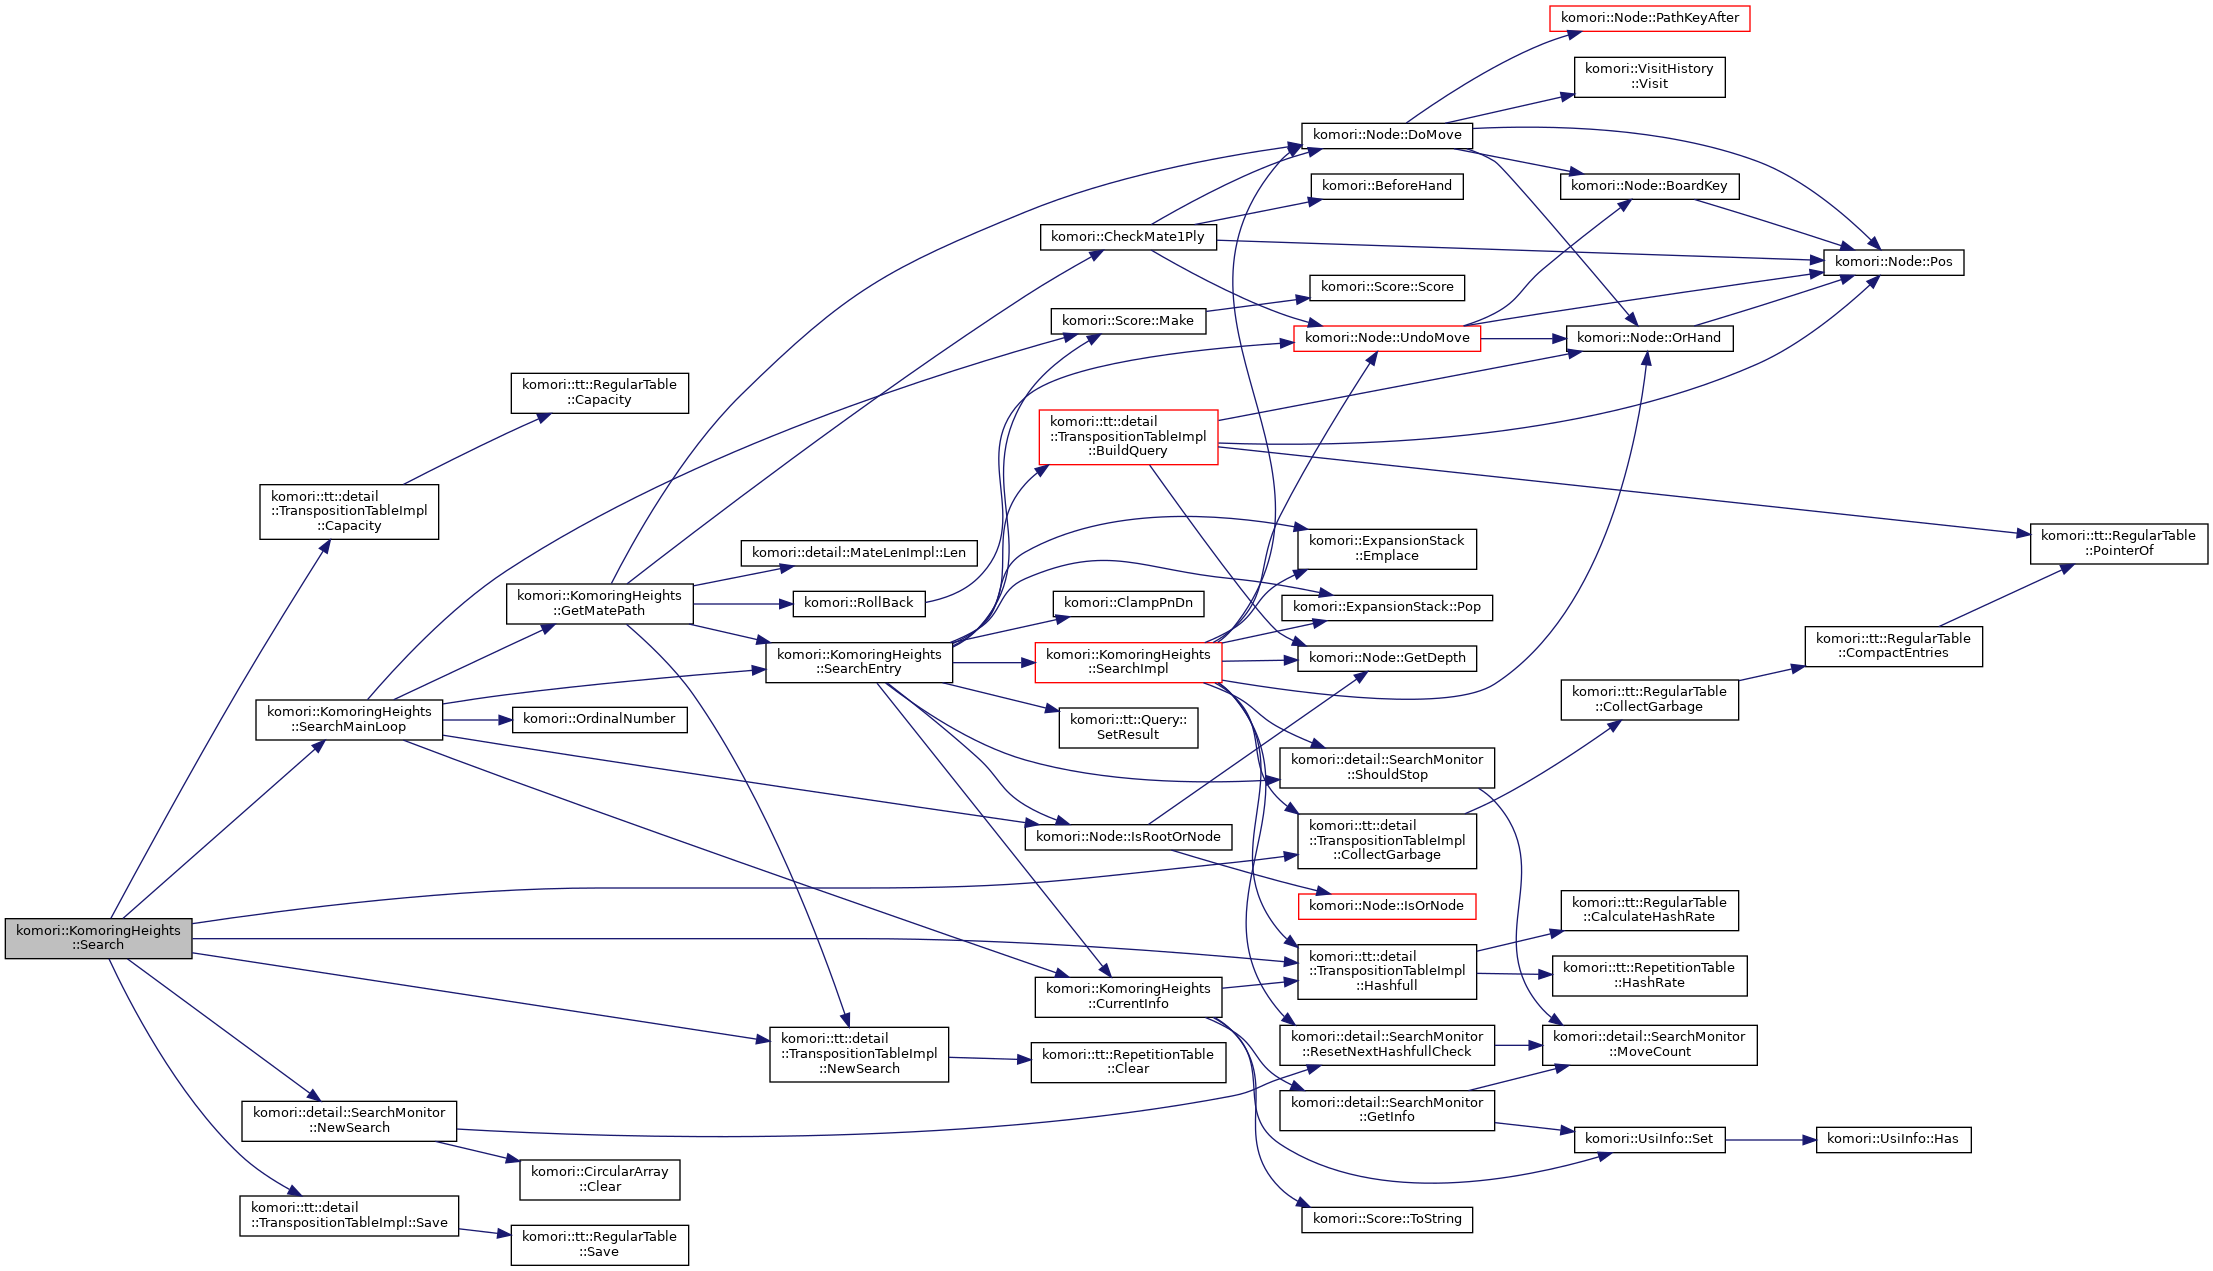 komori::Node::PathKeyAfter
komori::VisitHistory
::Visit
komori::Node::DoMove
komori::BeforeHand
komori::Node::BoardKey
komori::CheckMate1Ply
komori::Node::Pos
komori::Score::Score
komori::Score::Make
komori::Node::UndoMove
komori::Node::OrHand
komori::tt::RegularTable
::Capacity
komori::tt::detail
::TranspositionTableImpl
::BuildQuery
komori::tt::detail
::TranspositionTableImpl
::Capacity
komori::detail::MateLenImpl::Len
komori::ExpansionStack
::Emplace
komori::tt::RegularTable
::PointerOf
komori::KomoringHeights
::GetMatePath
komori::RollBack
komori::ClampPnDn
komori::ExpansionStack::Pop
komori::KomoringHeights
::SearchEntry
komori::KomoringHeights
::SearchImpl
komori::Node::GetDepth
komori::tt::RegularTable
::CompactEntries
komori::KomoringHeights
::SearchMainLoop
komori::OrdinalNumber
komori::tt::Query::
SetResult
komori::tt::RegularTable
::CollectGarbage
komori::detail::SearchMonitor
::ShouldStop
komori::Node::IsRootOrNode
komori::tt::detail
::TranspositionTableImpl
::CollectGarbage
komori::Node::IsOrNode
komori::tt::RegularTable
::CalculateHashRate
komori::KomoringHeights
::Search
komori::tt::detail
::TranspositionTableImpl
::Hashfull
komori::tt::RepetitionTable
::HashRate
komori::KomoringHeights
::CurrentInfo
komori::tt::detail
::TranspositionTableImpl
::NewSearch
komori::tt::RepetitionTable
::Clear
komori::detail::SearchMonitor
::ResetNextHashfullCheck
komori::detail::SearchMonitor
::MoveCount
komori::detail::SearchMonitor
::NewSearch
komori::detail::SearchMonitor
::GetInfo
komori::UsiInfo::Set
komori::UsiInfo::Has
komori::CircularArray
::Clear
komori::tt::detail
::TranspositionTableImpl::Save
komori::Score::ToString
komori::tt::RegularTable
::Save